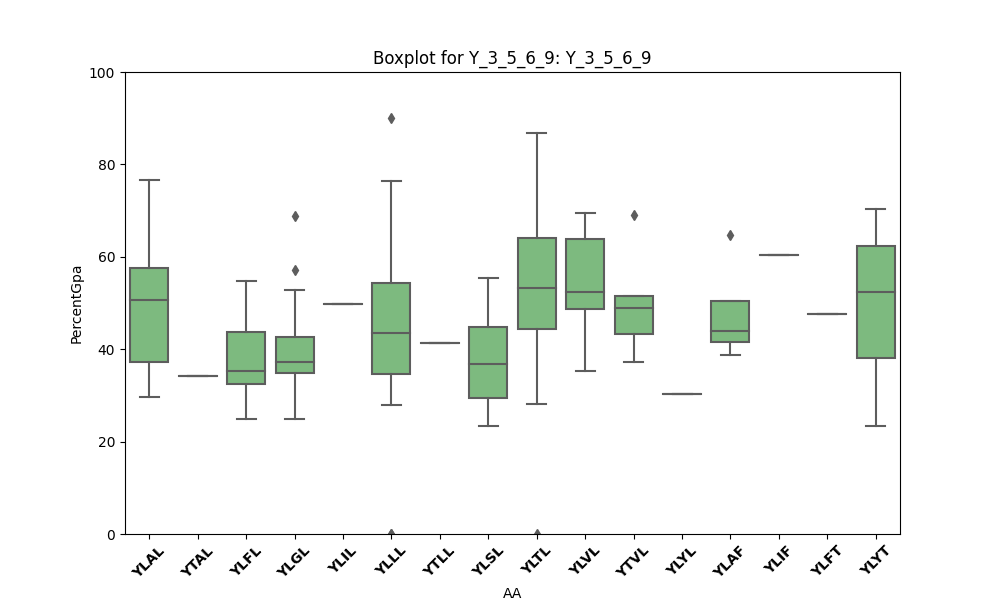 Boxplot for Y_3_5_6_9: Y_3_5_6_9
100
80
60
40
20
0
PercentGpa
YLAL YTAL YLFL YLGL YLIL YLLL YTLL YLSL YLTL YLVL YTVL YLYL YLAF YLIF YLFT YLYT
AA